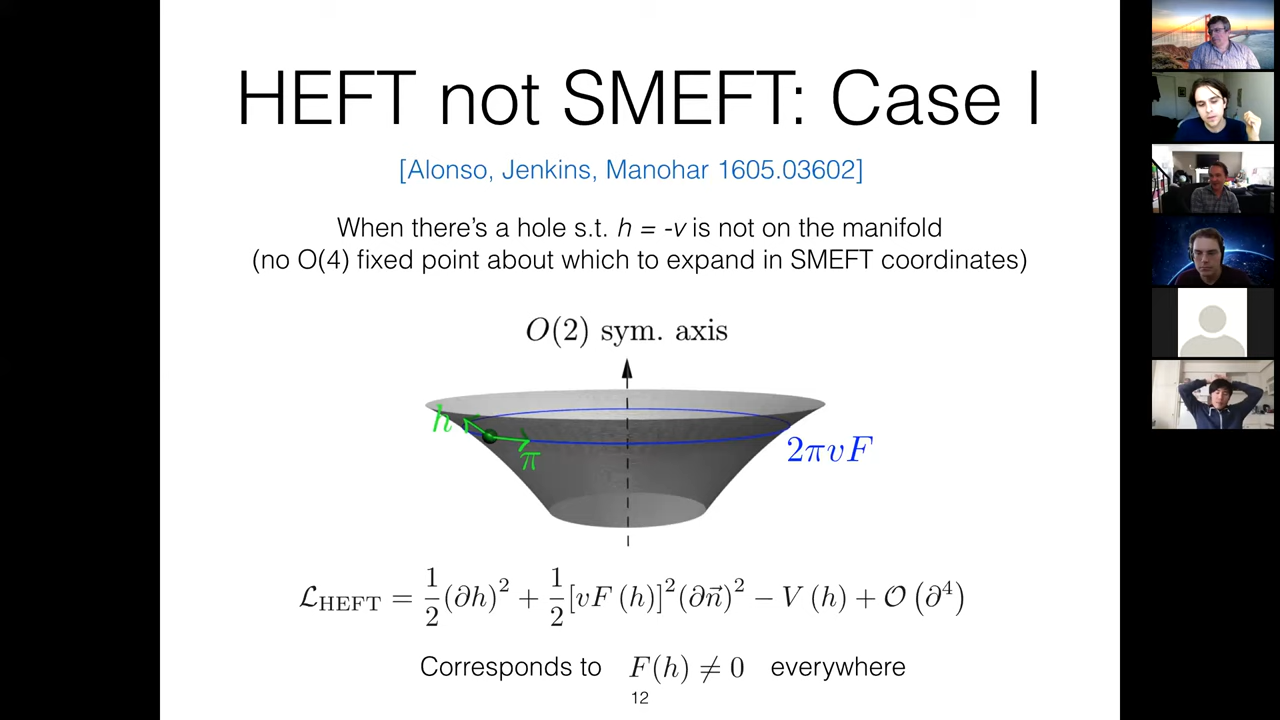 HEFT not SMEFT: Case I
[Alonso, Jenkins, Manohar 1605.03602]
When there's a hole s.t. h = -v is not on the manifold
(no O(4) fixed point about which to expand in SMEFT coordinates)
O(2) sym. axis
h
π
2πvF
ℒ_HEFT = 1/2 (∂h)² + 1/2 [vF (h)]² (∂n⃗)² − V (h) + 𝒪 (∂⁴)
Corresponds to F(h) ≠ 0 everywhere
12